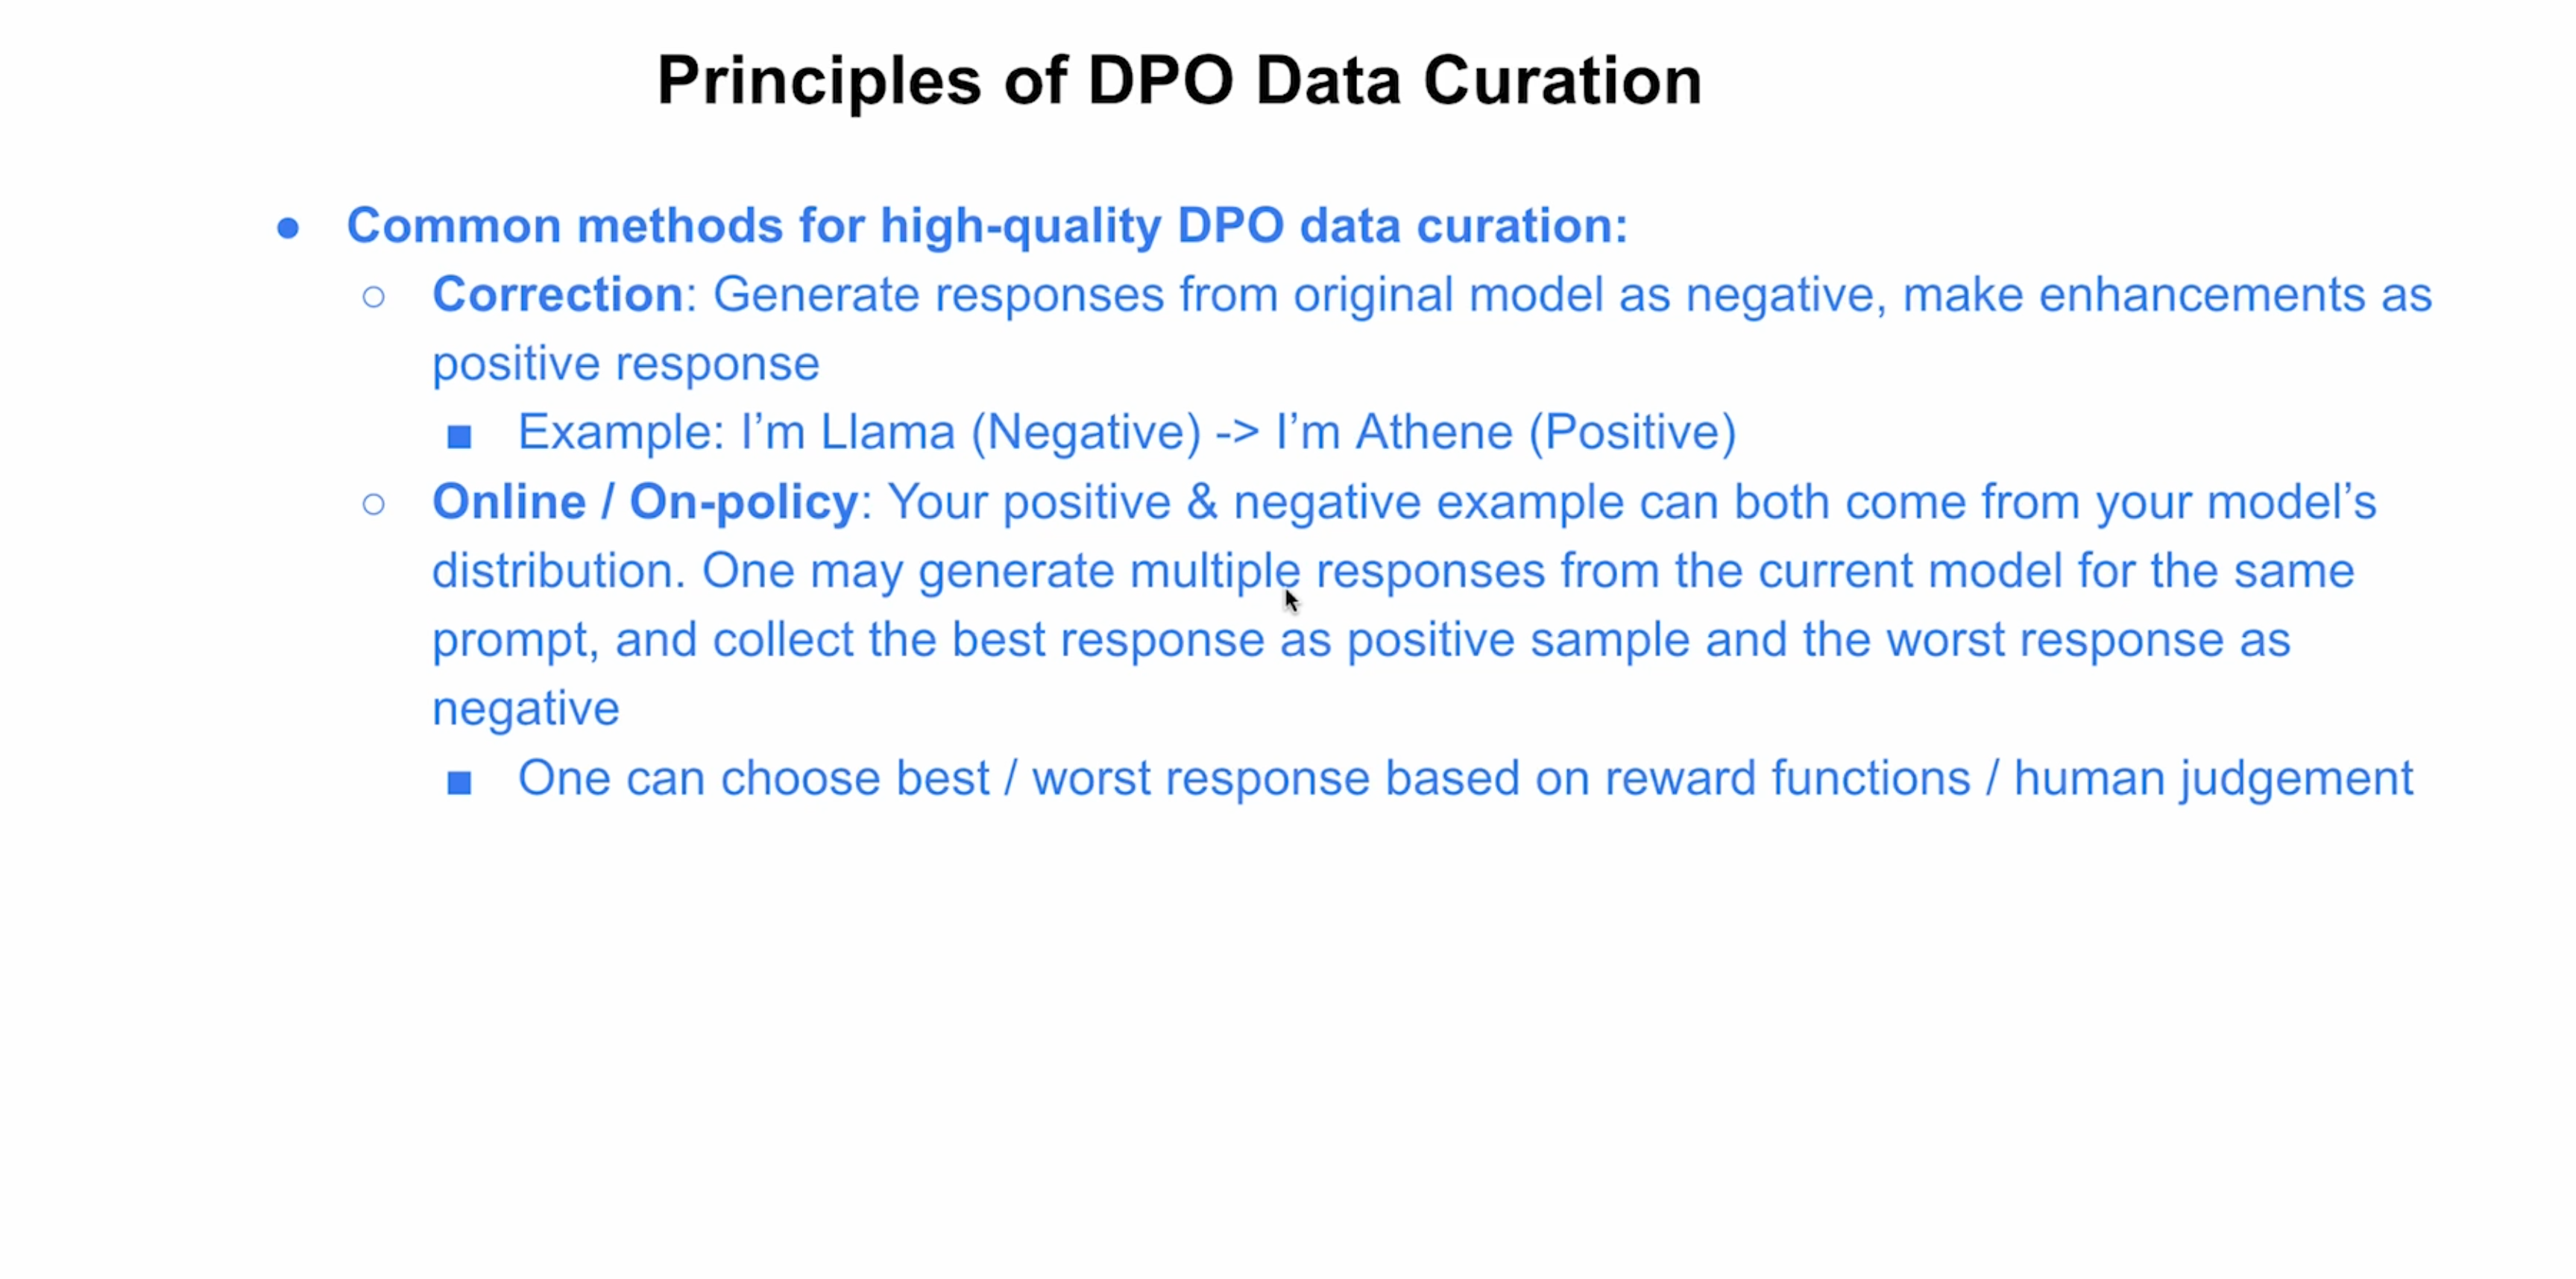 Principles of DPO Data Curation
● Common methods for high-quality DPO data curation:
○ Correction: Generate responses from original model as negative, make enhancements as
positive response
■ Example: I’m Llama (Negative) -> I’m Athene (Positive)
○ Online / On-policy: Your positive & negative example can both come from your model’s
distribution. One may generate multiple responses from the current model for the same
prompt, and collect the best response as positive sample and the worst response as
negative
■ One can choose best / worst response based on reward functions / human judgement